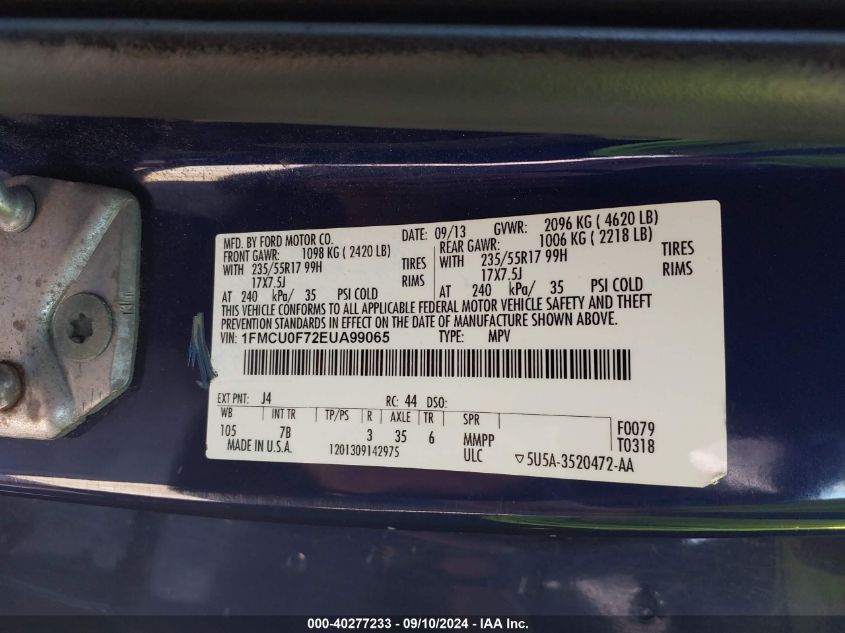 MFD. BY FORD MOTOR CO. DATE: 09/13 GVWR: 2096 KG ( 4620 LB)
FRONT GAWR: 1098 KG ( 2420 LB) REAR GAWR: 1006 KG ( 2218 LB)
WITH 235/55R17 99H TIRES WITH 235/55R17 99H TIRES
17X7.5J RIMS 17X7.5J RIMS
AT 240 kPa/ 35 PSI COLD AT 240 kPa/ 35 PSI COLD
THIS VEHICLE CONFORMS TO ALL APPLICABLE FEDERAL MOTOR VEHICLE SAFETY AND THEFT
PREVENTION STANDARDS IN EFFECT ON THE DATE OF MANUFACTURE SHOWN ABOVE.
VIN: 1FMCU0F72EUA99065 TYPE: MPV
EXT PNT: J4 RC: 44 DSO:
WB INT TR TP/PS R AXLE TR SPR F0079
105 7B 3 35 6 MMPP T0318
MADE IN U.S.A. 1201309142975 ULC ▽5U5A-3520472-AA
000-40277233 - 09/10/2024 - IAA Inc.